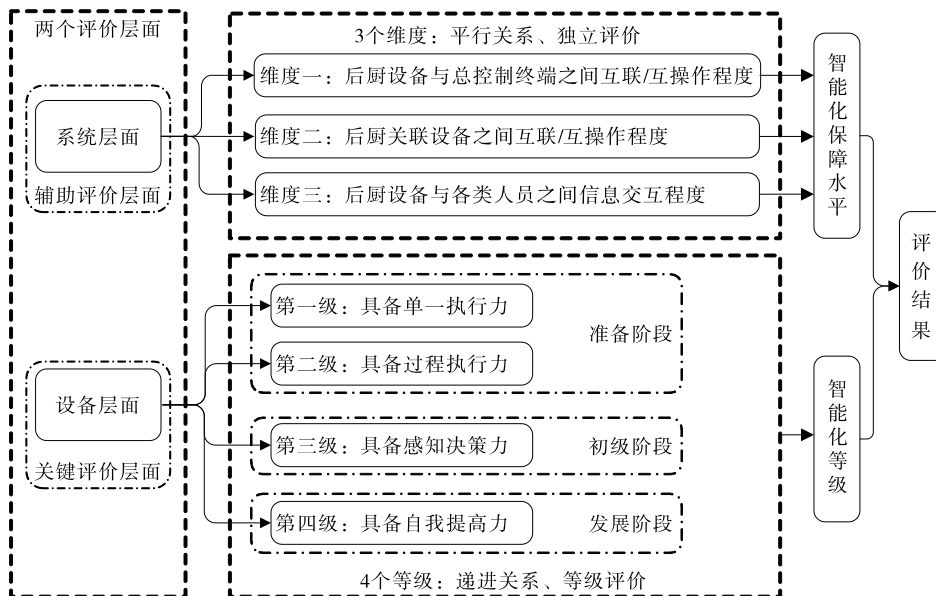 两个评价层面
系统层面
辅助评价层面
设备层面
关键评价层面
3个维度：平行关系、独立评价
维度一：后厨设备与总控制终端之间互联/互操作程度
维度二：后厨关联设备之间互联/互操作程度
维度三：后厨设备与各类人员之间信息交互程度
第一级：具备单一执行力
第二级：具备过程执行力
准备阶段
第三级：具备感知决策力
初级阶段
第四级：具备自我提高力
发展阶段
4个等级：递进关系、等级评价
智能化保障水平
智能化等级
评价结果